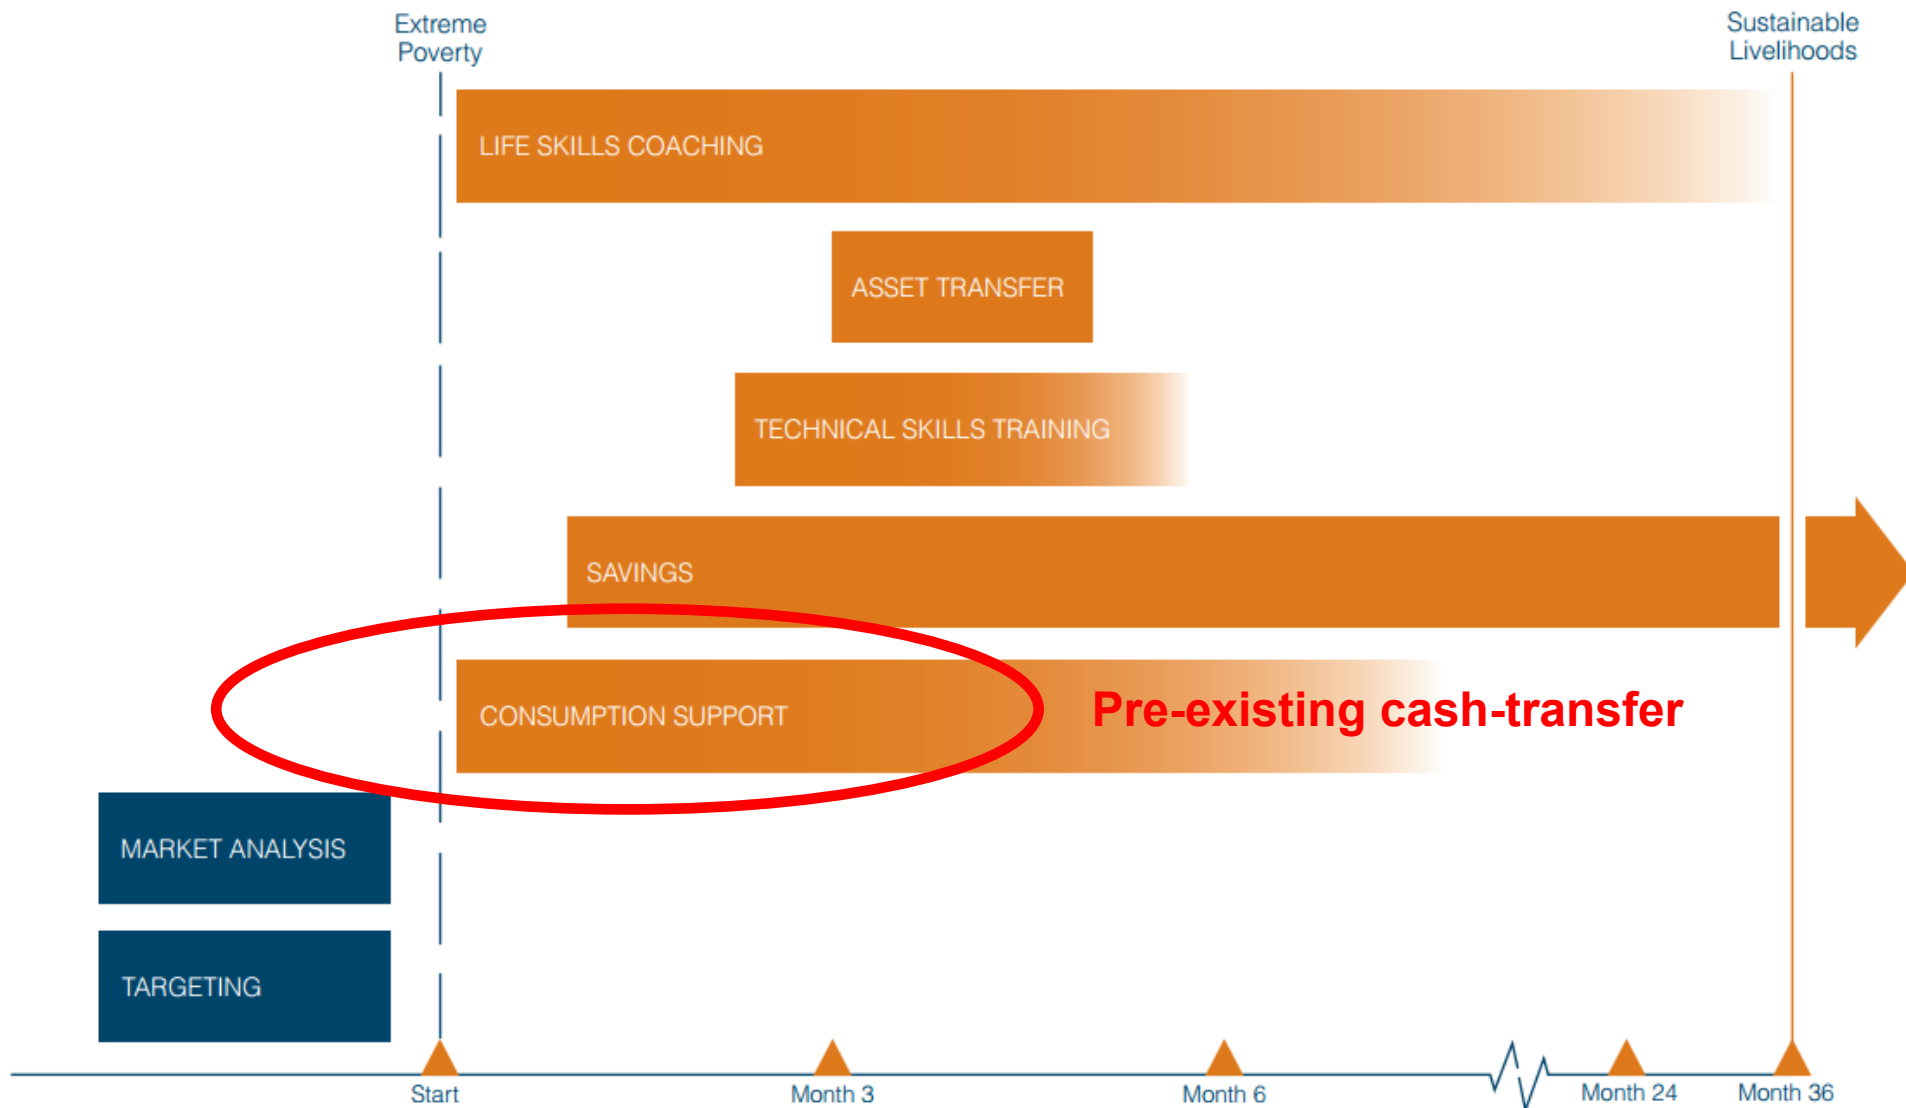 Extreme
Poverty
Sustainable
Livelihoods
LIFE SKILLS COACHING
ASSET TRANSFER
TECHNICAL SKILLS TRAINING
SAVINGS
CONSUMPTION SUPPORT
Pre-existing cash-transfer
MARKET ANALYSIS
TARGETING
Start
Month 3
Month 6
Month 24
Month 36